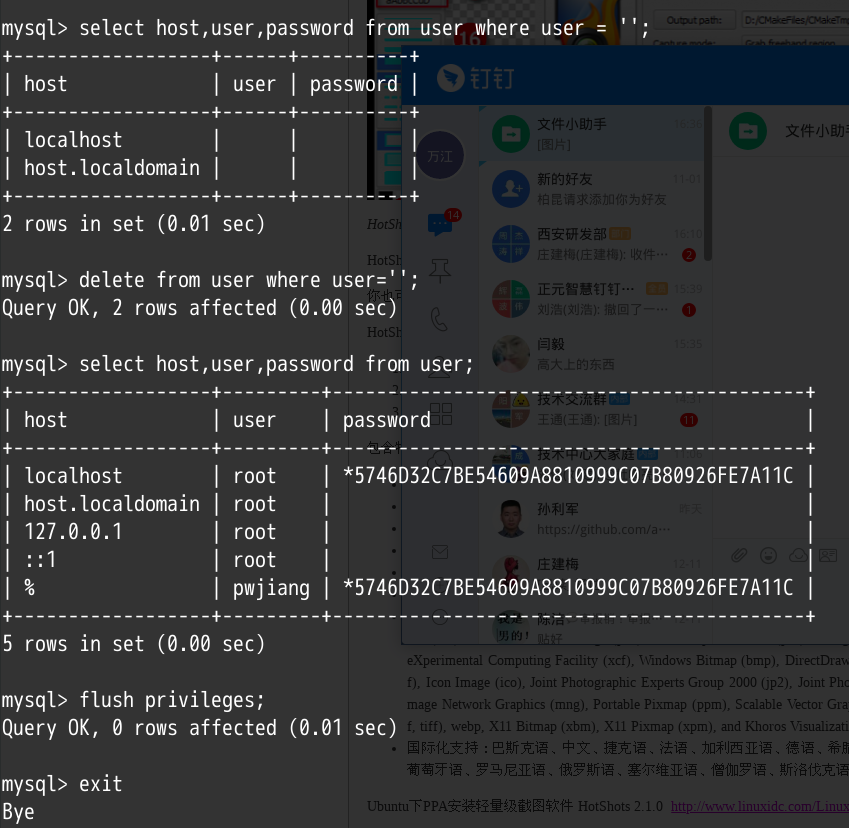 mysql> select host,user,password from user where user = '';
+------------------+------+----------+
| host             | user | password |
+------------------+------+----------+
| localhost        |      |          |
| host.localdomain |      |          |
+------------------+------+----------+
2 rows in set (0.01 sec)
mysql> delete from user where user='';
Query OK, 2 rows affected (0.00 sec)
mysql> select host,user,password from user;
+------------------+---------+-------------------------------------------+
| host             | user    | password                                  |
+------------------+---------+-------------------------------------------+
| localhost        | root    | *5746D32C7BE54609A8810999C07B80926FE7A11C |
| host.localdomain | root    |                                           |
| 127.0.0.1        | root    |                                           |
| ::1              | root    |                                           |
| %                | pwjiang | *5746D32C7BE54609A8810999C07B80926FE7A11C |
+------------------+---------+-------------------------------------------+
5 rows in set (0.00 sec)
mysql> flush privileges;
Query OK, 0 rows affected (0.01 sec)
mysql> exit
Bye
Output path: D:/CMakeFiles/CMakeTmp
16
钉钉
万江
14
文件小助手
[图片]
文件小助手
新的好友 11-01
柏昆请求添加你为好友
西安研发部 16:10
庄建梅(庄建梅): 收件… 2
正元智慧钉钉… 15:39
刘浩(刘浩): 撤回了一… 1
闫毅 15:35
高大上的东西
技术交流群 14:31
王通(王通): [图片] 11
技术中心大家庭
孙利军 昨天
https://github.com/a…
庄建梅 12-11
陈洁
贴好
eXperimental Computing Facility (xcf), Windows Bitmap (bmp), DirectDraw
f), Icon Image (ico), Joint Photographic Experts Group 2000 (jp2), Joint Pho
mage Network Graphics (mng), Portable Pixmap (ppm), Scalable Vector Gra
f, tiff), webp, X11 Bitmap (xbm), X11 Pixmap (xpm), and Khoros Visualizati
国际化支持：巴斯克语、中文、捷克语、法语、加利西亚语、德语、希腊
葡萄牙语、罗马尼亚语、俄罗斯语、塞尔维亚语、僧伽罗语、斯洛伐克语
Ubuntu下PPA安装轻量级截图软件 HotShots 2.1.0 http://www.linuxidc.com/Linux